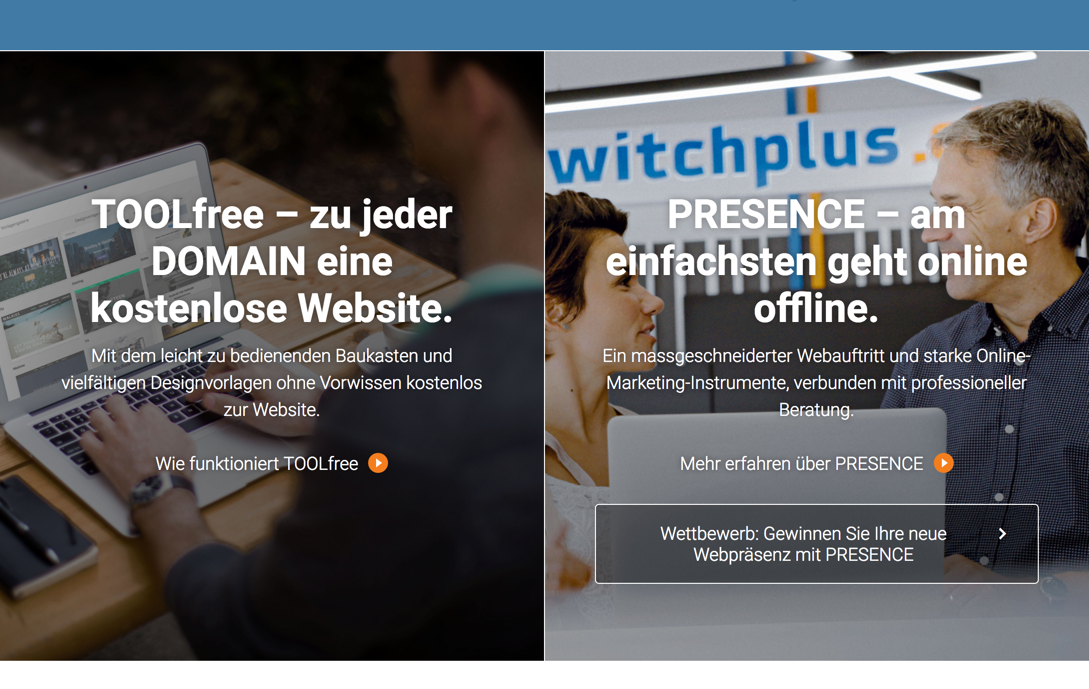 TOOLfree – zu jeder
DOMAIN eine
kostenlose Website.
Mit dem leicht zu bedienenden Baukasten und
vielfältigen Designvorlagen ohne Vorwissen kostenlos
zur Website.
Wie funktioniert TOOLfree
witchplus.
PRESENCE – am
einfachsten geht online
offline.
Ein massgeschneiderter Webauftritt und starke Online-
Marketing-Instrumente, verbunden mit professioneller
Beratung.
Mehr erfahren über PRESENCE
Wettbewerb: Gewinnen Sie Ihre neue
Webpräsenz mit PRESENCE